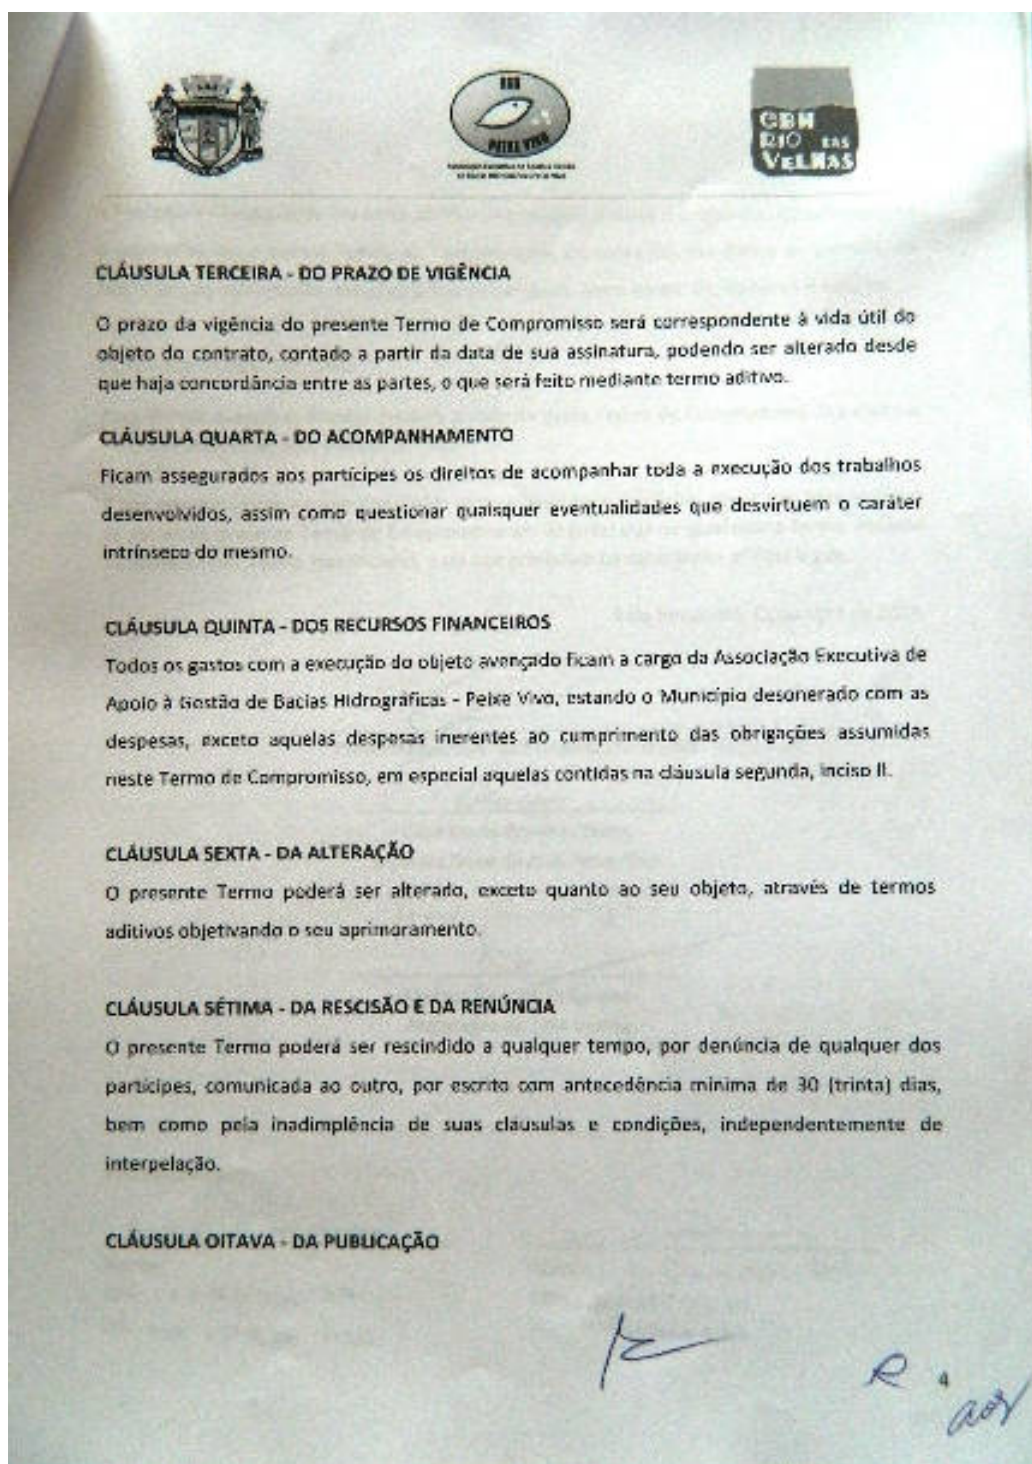 PEIXE VIVO
CBH
RIO DAS
VELHAS
CLÁUSULA TERCEIRA - DO PRAZO DE VIGÊNCIA
O prazo da vigência do presente Termo de Compromisso será correspondente à vida útil do
objeto do contrato, contado a partir da data de sua assinatura, podendo ser alterado desde
que haja concordância entre as partes, o que será feito mediante termo aditivo.
CLÁUSULA QUARTA - DO ACOMPANHAMENTO
Ficam assegurados aos partícipes os direitos de acompanhar toda a execução dos trabalhos
desenvolvidos, assim como questionar quaisquer eventualidades que desvirtuem o caráter
intrínseco do mesmo.
CLÁUSULA QUINTA - DOS RECURSOS FINANCEIROS
Todos os gastos com a execução do objeto avençado ficam a cargo da Associação Executiva de
Apoio à Gestão de Bacias Hidrográficas - Peixe Vivo, estando o Município desonerado com as
despesas, exceto aquelas despesas inerentes ao cumprimento das obrigações assumidas
neste Termo de Compromisso, em especial aquelas contidas na cláusula segunda, inciso II.
CLÁUSULA SEXTA - DA ALTERAÇÃO
O presente Termo poderá ser alterado, exceto quanto ao seu objeto, através de termos
aditivos objetivando o seu aprimoramento.
CLÁUSULA SÉTIMA - DA RESCISÃO E DA RENÚNCIA
O presente Termo poderá ser rescindido a qualquer tempo, por denúncia de qualquer dos
partícipes, comunicada ao outro, por escrito com antecedência mínima de 30 (trinta) dias,
bem como pela inadimplência de suas cláusulas e condições, independentemente de
interpelação.
CLÁUSULA OITAVA - DA PUBLICAÇÃO
4